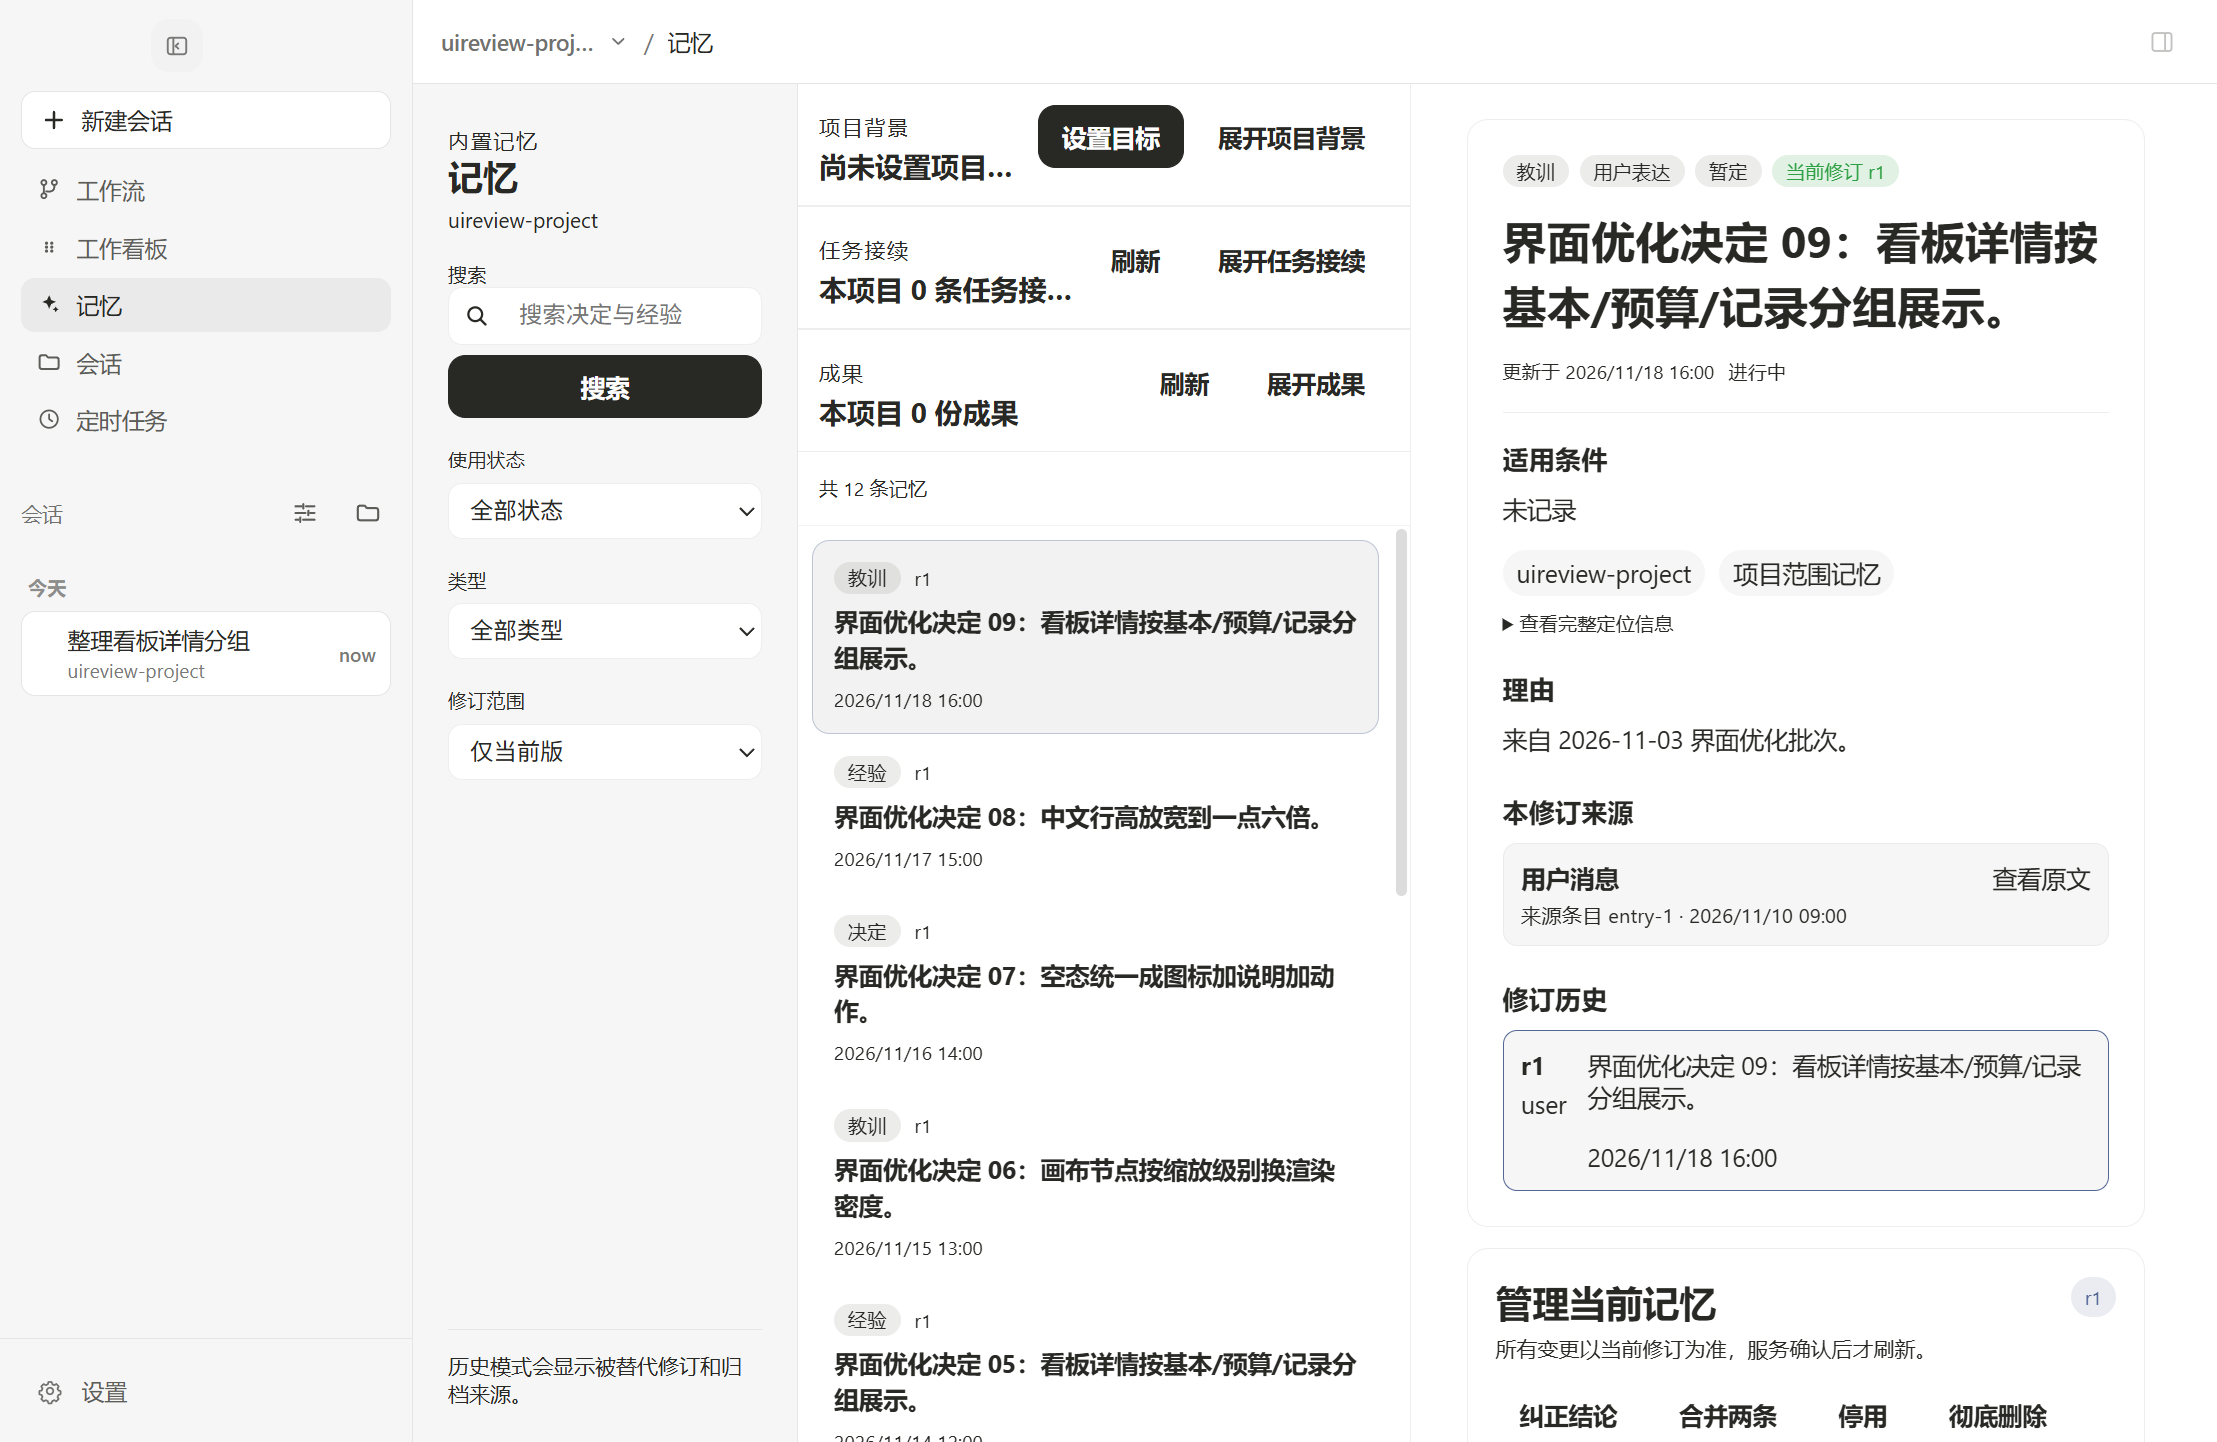 新建会话
工作流
工作看板
记忆
会话
定时任务
会话
今天
整理看板详情分组
uireview-project
now
设置
uireview-proj...
/
记忆
内置记忆
记忆
uireview-project
搜索
搜索决定与经验
搜索
使用状态
全部状态
类型
全部类型
修订范围
仅当前版
历史模式会显示被替代修订和归
档来源。
项目背景
尚未设置项目...
设置目标
展开项目背景
任务接续
本项目 0 条任务接...
刷新
展开任务接续
成果
本项目 0 份成果
刷新
展开成果
共 12 条记忆
教训 r1
界面优化决定 09：看板详情按基本/预算/记录分
组展示。
2026/11/18 16:00
经验 r1
界面优化决定 08：中文行高放宽到一点六倍。
2026/11/17 15:00
决定 r1
界面优化决定 07：空态统一成图标加说明加动
作。
2026/11/16 14:00
教训 r1
界面优化决定 06：画布节点按缩放级别换渲染
密度。
2026/11/15 13:00
经验 r1
界面优化决定 05：看板详情按基本/预算/记录分
组展示。
2026/11/14 12:00
教训 用户表达 暂定 当前修订 r1
界面优化决定 09：看板详情按
基本/预算/记录分组展示。
更新于 2026/11/18 16:00 进行中
适用条件
未记录
uireview-project 项目范围记忆
查看完整定位信息
理由
来自 2026-11-03 界面优化批次。
本修订来源
用户消息
查看原文
来源条目 entry-1 · 2026/11/10 09:00
修订历史
r1
user
界面优化决定 09：看板详情按基本/预算/记录
分组展示。
2026/11/18 16:00
管理当前记忆
r1
所有变更以当前修订为准，服务确认后才刷新。
纠正结论 合并两条 停用 彻底删除